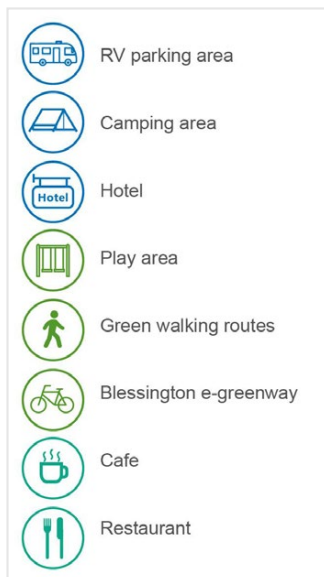 RV parking area
Camping area
Hotel
Hotel
Play area
Green walking routes
Blessington e-greenway
Cafe
Restaurant